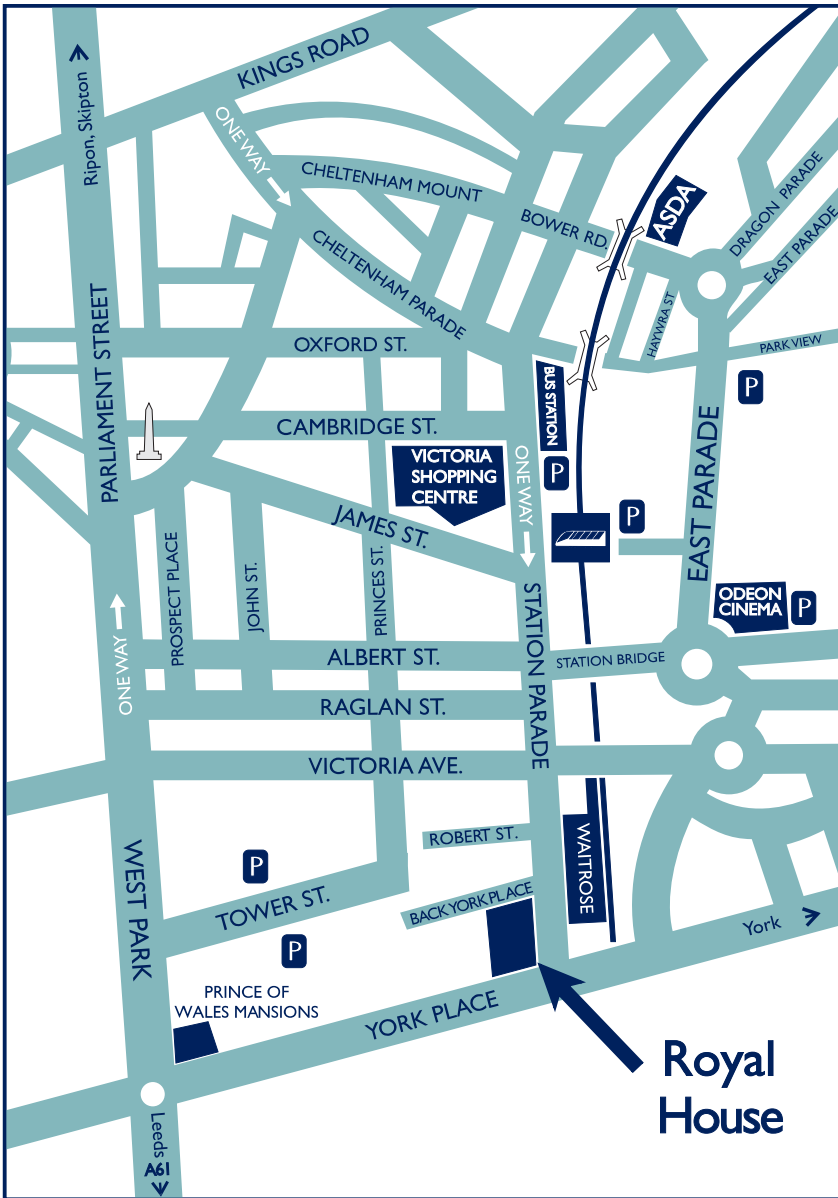 KINGS ROAD
Ripon, Skipton
ONE WAY
CHELTENHAM MOUNT
BOWER RD.
ASDA
DRAGON PARADE
EAST PARADE
CHELTENHAM PARADE
HAYWRA ST
PARK VIEW
PARLIAMENT STREET
OXFORD ST.
BUS STATION
P
CAMBRIDGE ST.
VICTORIA
SHOPPING
CENTRE
ONE WAY
P
EAST PARADE
P
JAMES ST.
PROSPECT PLACE
JOHN ST.
PRINCES ST.
ODEON
CINEMA
P
ONE WAY
ALBERT ST.
STATION BRIDGE
STATION PARADE
RAGLAN ST.
VICTORIA AVE.
WEST PARK
ROBERT ST.
WAITROSE
P
TOWER ST.
BACK YORK PLACE
York
P
PRINCE OF
WALES MANSIONS
YORK PLACE
Royal
House
Leeds
A61